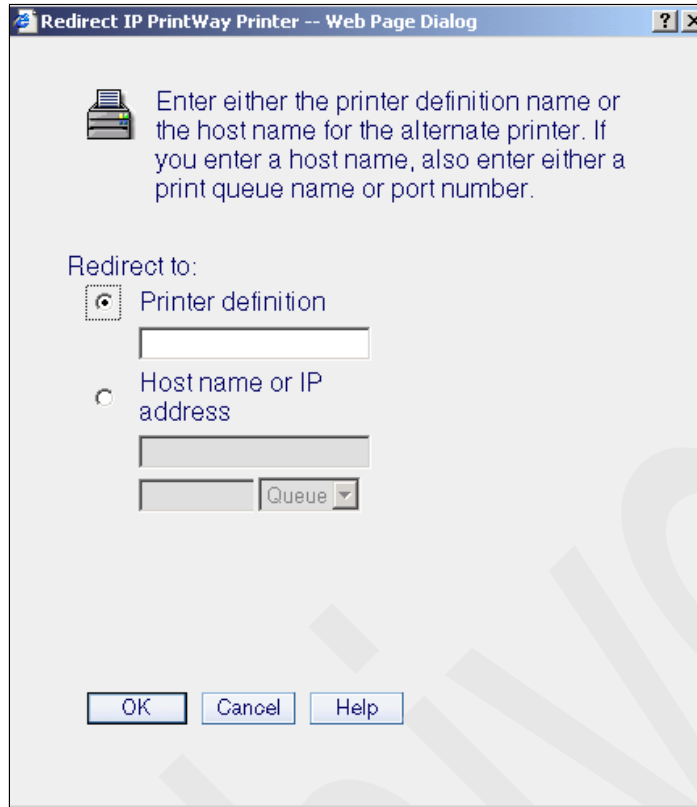 Redirect IP PrintWay Printer -- Web Page Dialog
Enter either the printer definition name or
the host name for the alternate printer. If
you enter a host name, also enter either a
print queue name or port number.
Redirect to:
Printer definition
Host name or IP
address
Queue
OK Cancel Help